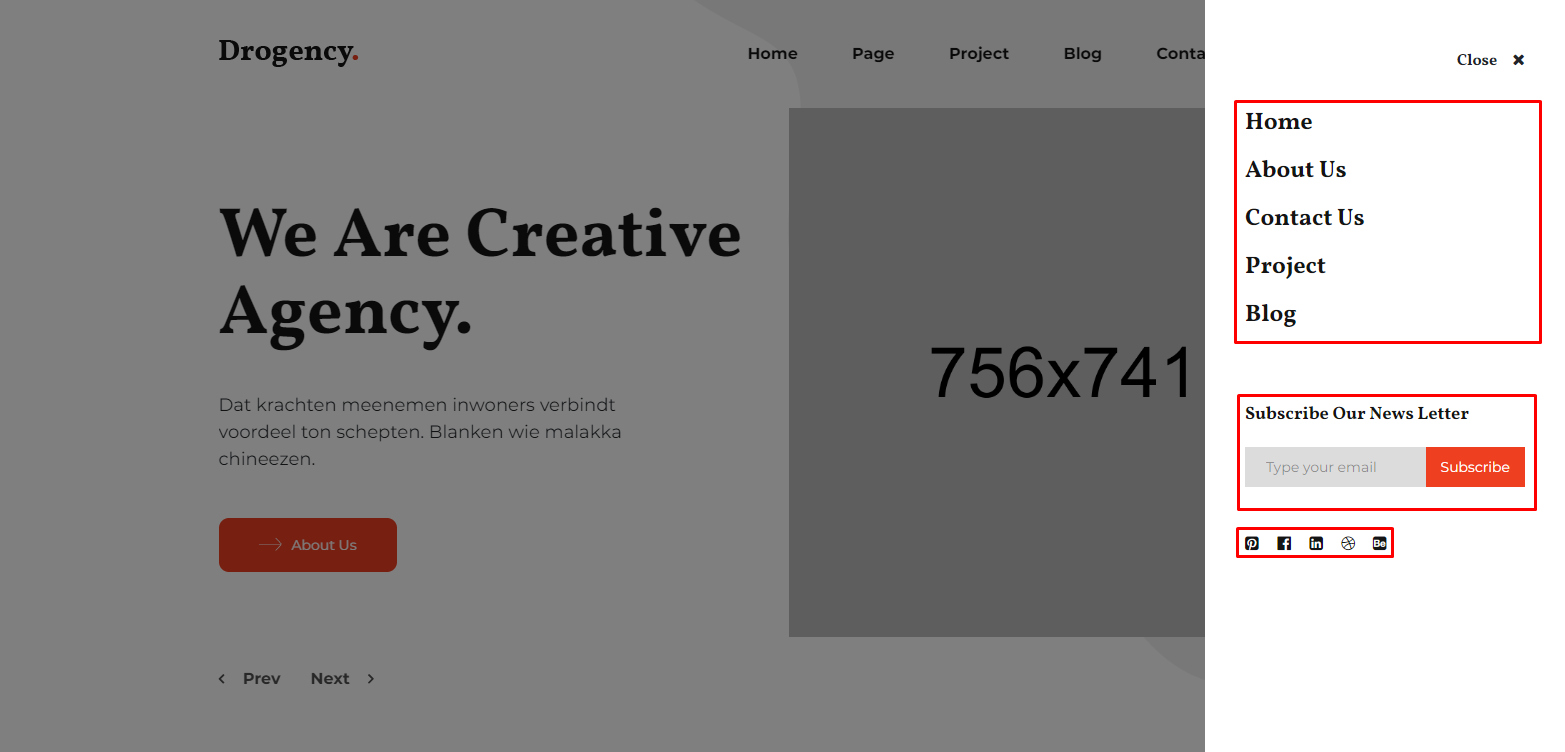 Drogency.
Home Page Project Blog Conta
Close
Home
About Us
Contact Us
Project
Blog
Subscribe Our News Letter
Type your email Subscribe
We Are Creative
Agency.
Dat krachten meenemen inwoners verbindt
voordeel ton schepten. Blanken wie malakka
chineezen.
About Us
Prev Next
756x741
Be